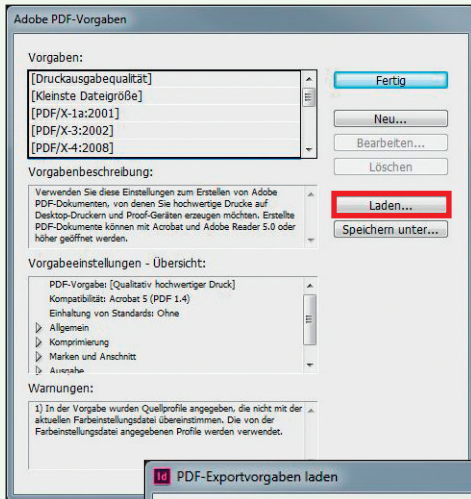 Adobe PDF-Vorgaben
Vorgaben:
[Druckausgabequalität]
[Kleinste Dateigröße]
[PDF/X-1a:2001]
[PDF/X-3:2002]
[PDF/X-4:2008]
Fertig
Neu...
Bearbeiten...
Löschen
Laden...
Speichern unter...
Vorgabenbeschreibung:
Verwenden Sie diese Einstellungen zum Erstellen von Adobe
PDF-Dokumenten, von denen Sie hochwertige Drucke auf
Desktop-Druckern und Proof-Geräten erzeugen möchten. Erstellte
PDF-Dokumente können mit Acrobat und Adobe Reader 5.0 oder
höher geöffnet werden.
Vorgabeeinstellungen - Übersicht:
PDF-Vorgabe: [Qualitativ hochwertiger Druck]
Kompatibilität: Acrobat 5 (PDF 1.4)
Einhaltung von Standards: Ohne
Allgemein
Komprimierung
Marken und Anschnitt
Ausgabe
Warnungen:
1) In der Vorgabe wurden Quellprofile angegeben, die nicht mit der
aktuellen Farbeinstellungsdatei übereinstimmen. Die von der
Farbeinstellungsdatei angegebenen Profile werden verwendet.
Id PDF-Exportvorgaben laden